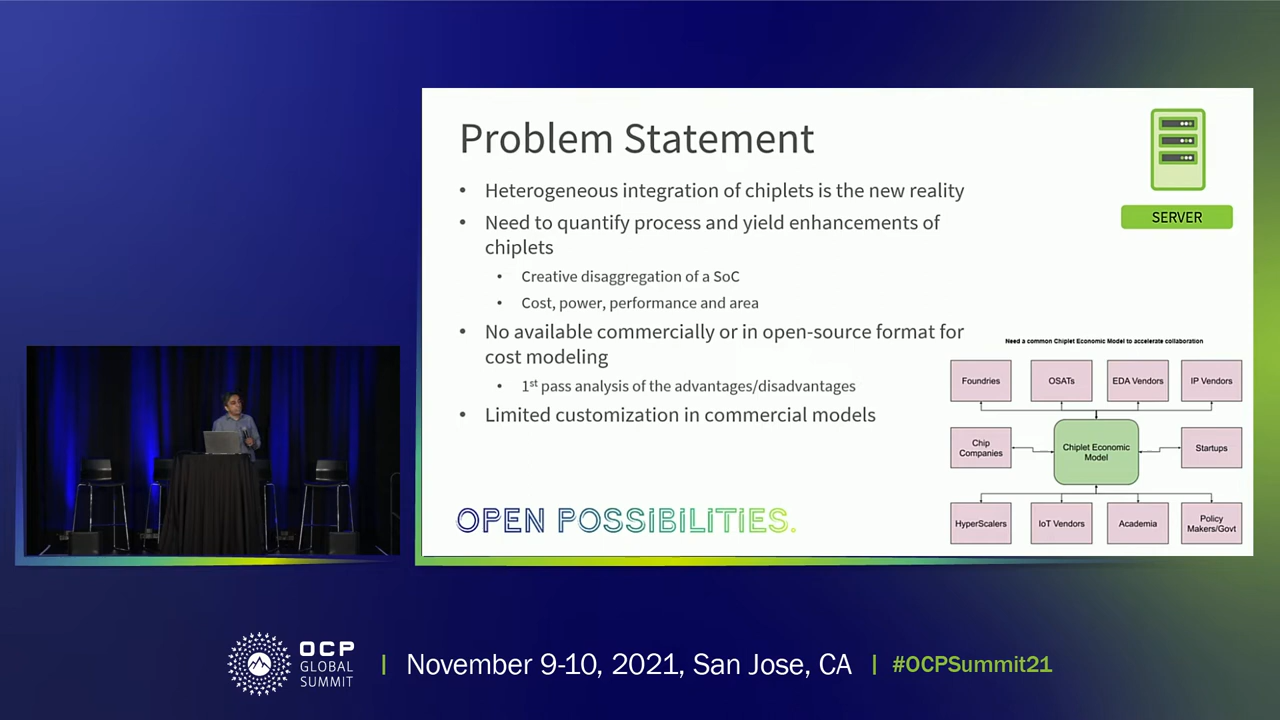 Problem Statement
• Heterogeneous integration of chiplets is the new reality
• Need to quantify process and yield enhancements of
chiplets
• Creative disaggregation of a SoC
• Cost, power, performance and area
• No available commercially or in open-source format for
cost modeling
• 1st pass analysis of the advantages/disadvantages
• Limited customization in commercial models
SERVER
Need a common Chiplet Economic Model to accelerate collaboration
Foundries
OSATs
EDA Vendors
IP Vendors
Chip
Companies
Chiplet Economic
Model
Startups
HyperScalers
IoT Vendors
Academia
Policy
Makers/Govt
OPEN POSSIBILITIES.
OCP
GLOBAL
SUMMIT
November 9-10, 2021, San Jose, CA
#OCPSummit21